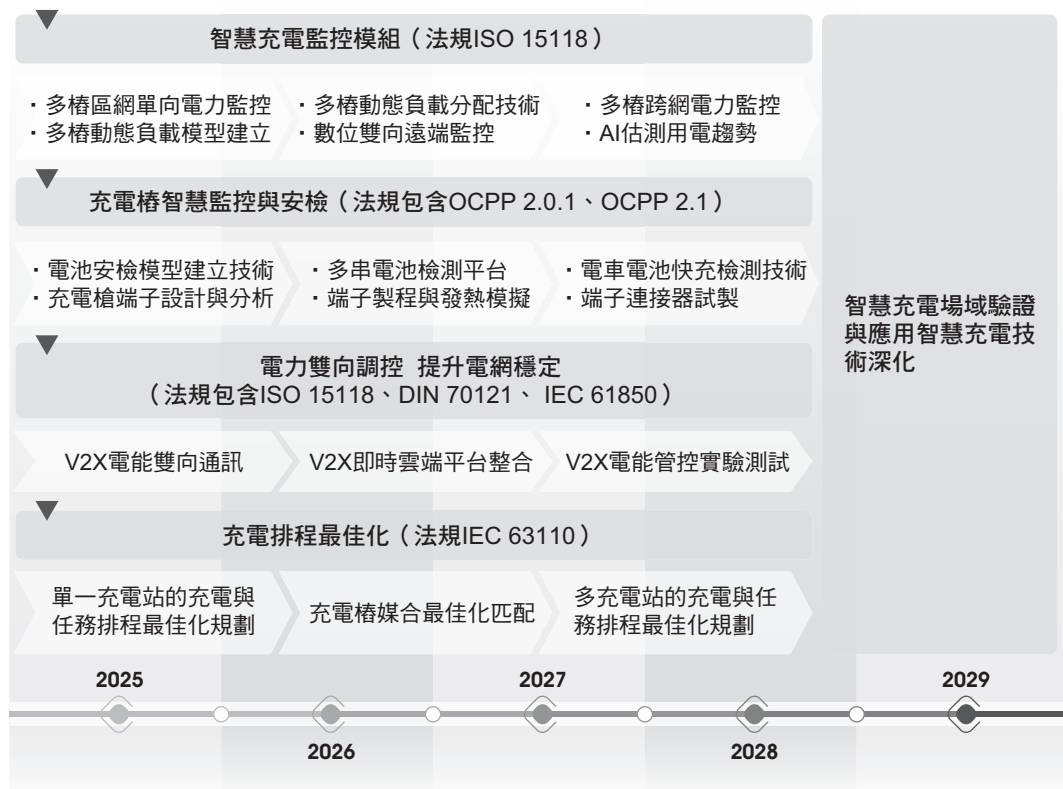 智慧充電監控模組（法規ISO 15118）
・多樁區網單向電力監控
・多樁動態負載模型建立
・多樁動態負載分配技術
・數位雙向遠端監控
・多樁跨網電力監控
・AI估測用電趨勢
充電樁智慧監控與安檢（法規包含OCPP 2.0.1、OCPP 2.1）
・電池安檢模型建立技術
・充電槍端子設計與分析
・多串電池檢測平台
・端子製程與發熱模擬
・電車電池快充檢測技術
・端子連接器試製
電力雙向調控 提升電網穩定
（法規包含ISO 15118、DIN 70121、 IEC 61850）
V2X電能雙向通訊
V2X即時雲端平台整合
V2X電能管控實驗測試
充電排程最佳化（法規IEC 63110）
單一充電站的充電與
任務排程最佳化規劃
充電樁媒合最佳化匹配
多充電站的充電與任
務排程最佳化規劃
智慧充電場域驗證
與應用智慧充電技
術深化
2025
2026
2027
2028
2029